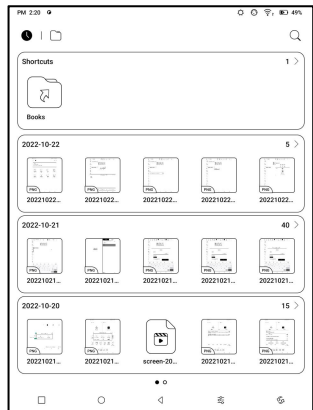 PM 2:20 49%
Shortcuts 1 >
Books
2022-10-22 5 >
PNG PNG PNG PNG PNG
20221022... 20221022... 20221022... 20221022... 20221022...
2022-10-21 40 >
PNG PNG PNG PNG PNG
20221021... 20221021... 20221021... 20221021... 20221021...
2022-10-20 15 >
PNG PNG PNG PNG
20221021... 20221021... screen-20... 20221021... 20221021...